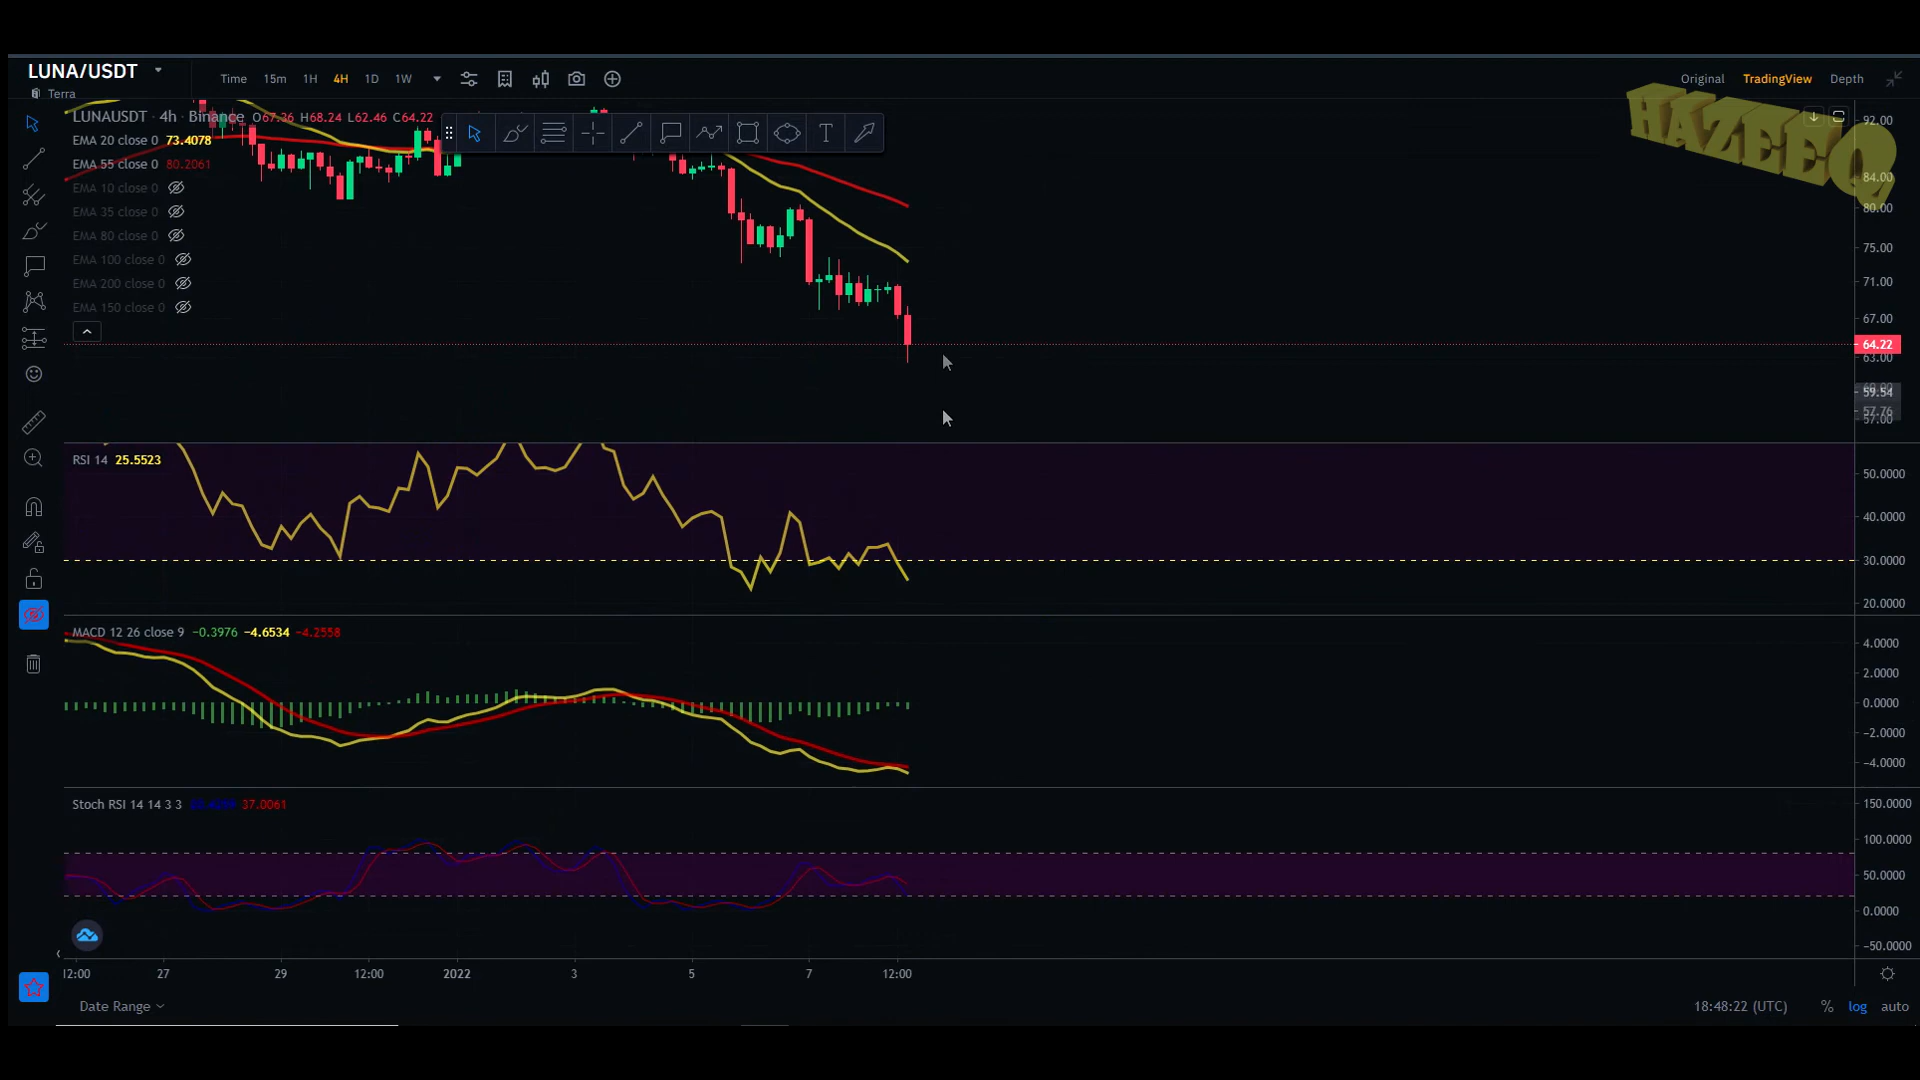 LUNA/USDT
Time 15m 1H 4H 1D 1W
Original TradingView Depth
Terra
HAZEEQ
LUNAUSDT · 4h · Binance O67.36 H68.24 L62.46 C64.22
EMA 20 close 0 73.4078
EMA 55 close 0 80.2061
EMA 10 close 0
EMA 35 close 0
EMA 80 close 0
EMA 100 close 0
EMA 200 close 0
EMA 150 close 0
T
92.00
84.00
80.00
75.00
71.00
67.00
64.22
63.00
59.54
57.76
57.00
RSI 14 25.5523
50.0000
40.0000
30.0000
20.0000
MACD 12 26 close 9 −0.3976 −4.6534 −4.2558
4.0000
2.0000
0.0000
−2.0000
−4.0000
Stoch RSI 14 14 3 3 37.0061
150.0000
100.0000
50.0000
0.0000
−50.0000
12:00 27 29 12:00 2022 3 5 7 12:00
Date Range
18:48:22 (UTC) % log auto